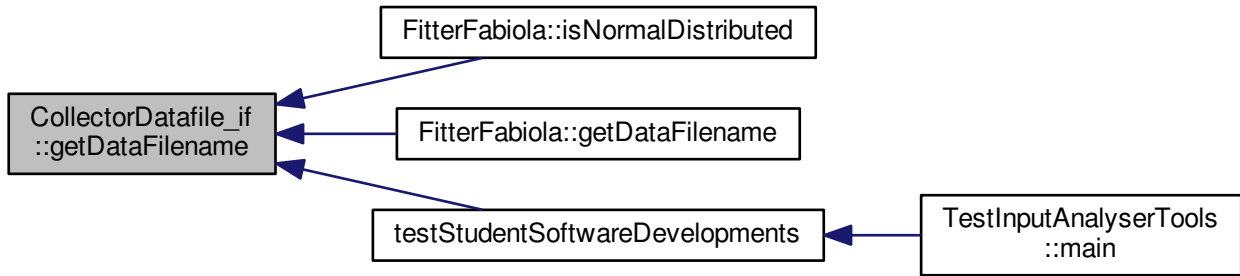 FitterFabiola::isNormalDistributed
CollectorDatafile_if
::getDataFilename
FitterFabiola::getDataFilename
testStudentSoftwareDevelopments
TestInputAnalyserTools
::main